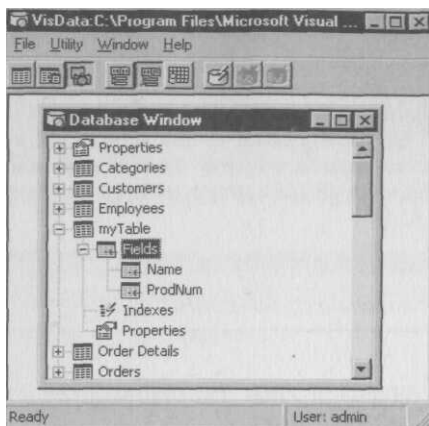 VisData:C:\Program Files\Microsoft Visual ...
File Utility Window Help
Database Window
Properties
Categories
Customers
Employees
myTable
Fields
Name
ProdNum
Indexes
Properties
Order Details
Orders
Ready User: admin